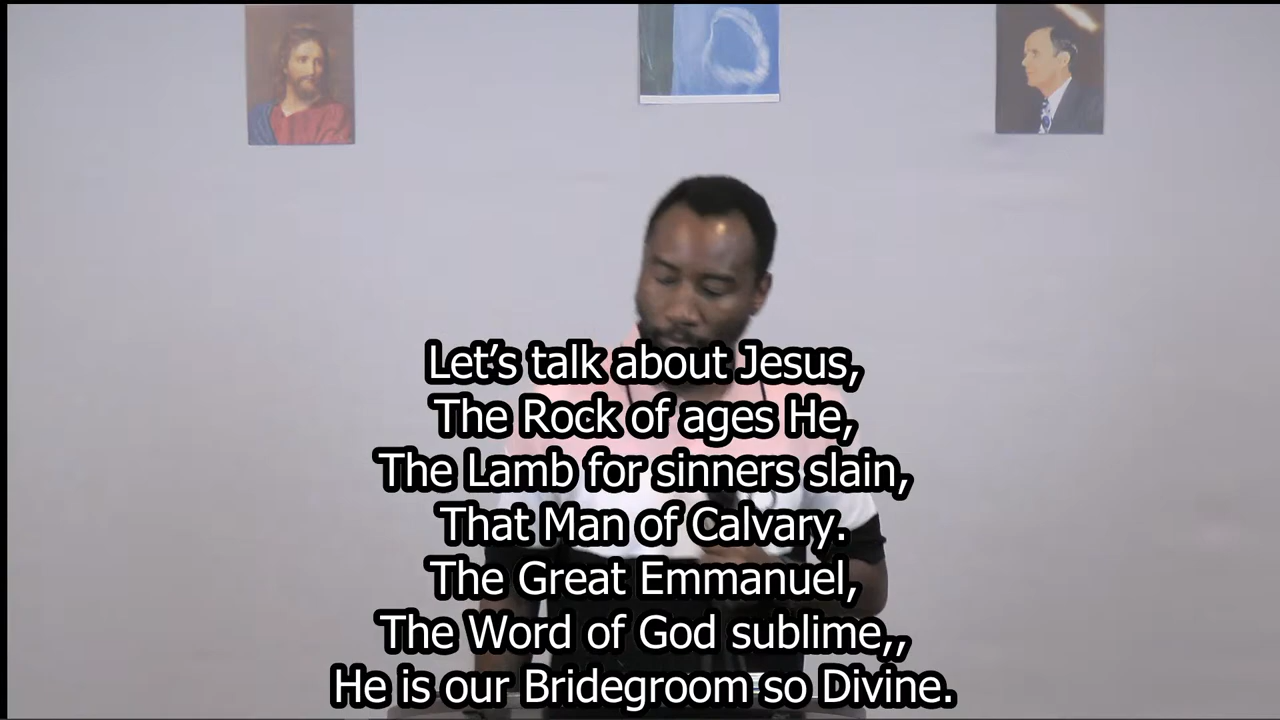 Let's talk about Jesus,
The Rock of ages He,
The Lamb for sinners slain,
That Man of Calvary.
The Great Emmanuel,
The Word of God sublime,,
He is our Bridegroom so Divine.